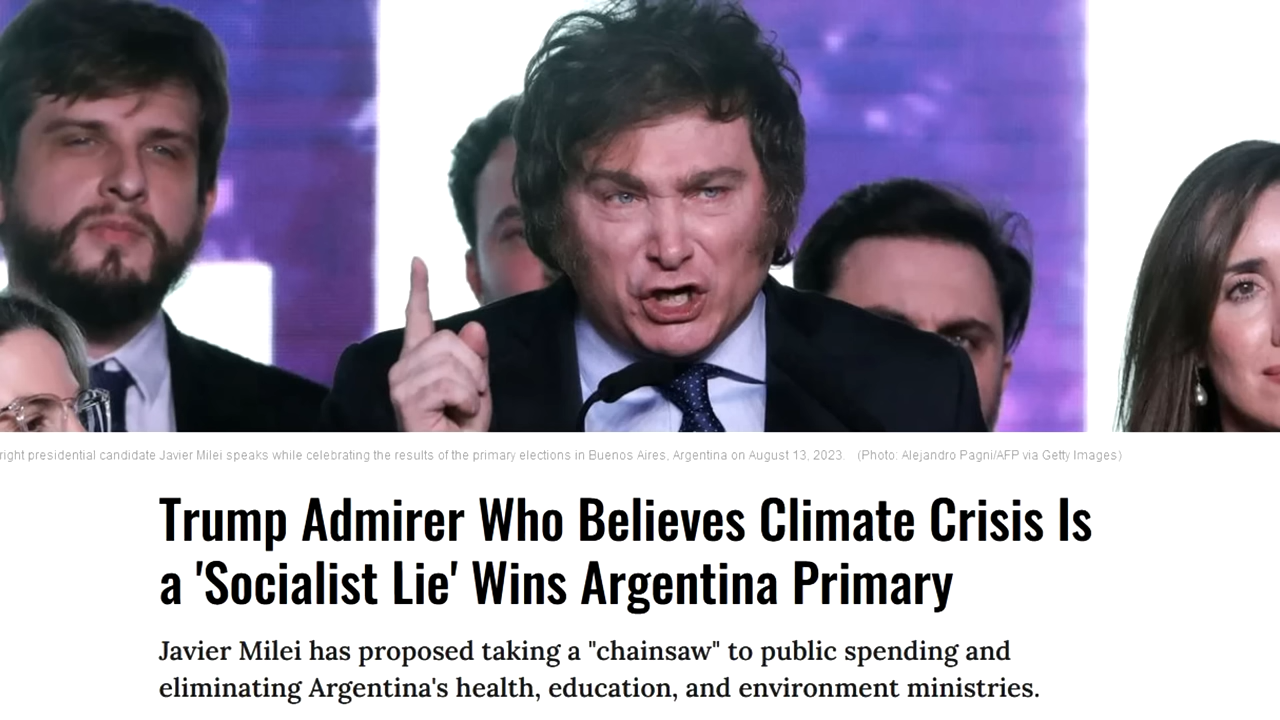 right presidential candidate Javier Milei speaks while celebrating the results of the primary elections in Buenos Aires, Argentina on August 13, 2023. (Photo: Alejandro Pagni/AFP via Getty Images)
Trump Admirer Who Believes Climate Crisis Is
a 'Socialist Lie' Wins Argentina Primary
Javier Milei has proposed taking a "chainsaw" to public spending and
eliminating Argentina's health, education, and environment ministries.